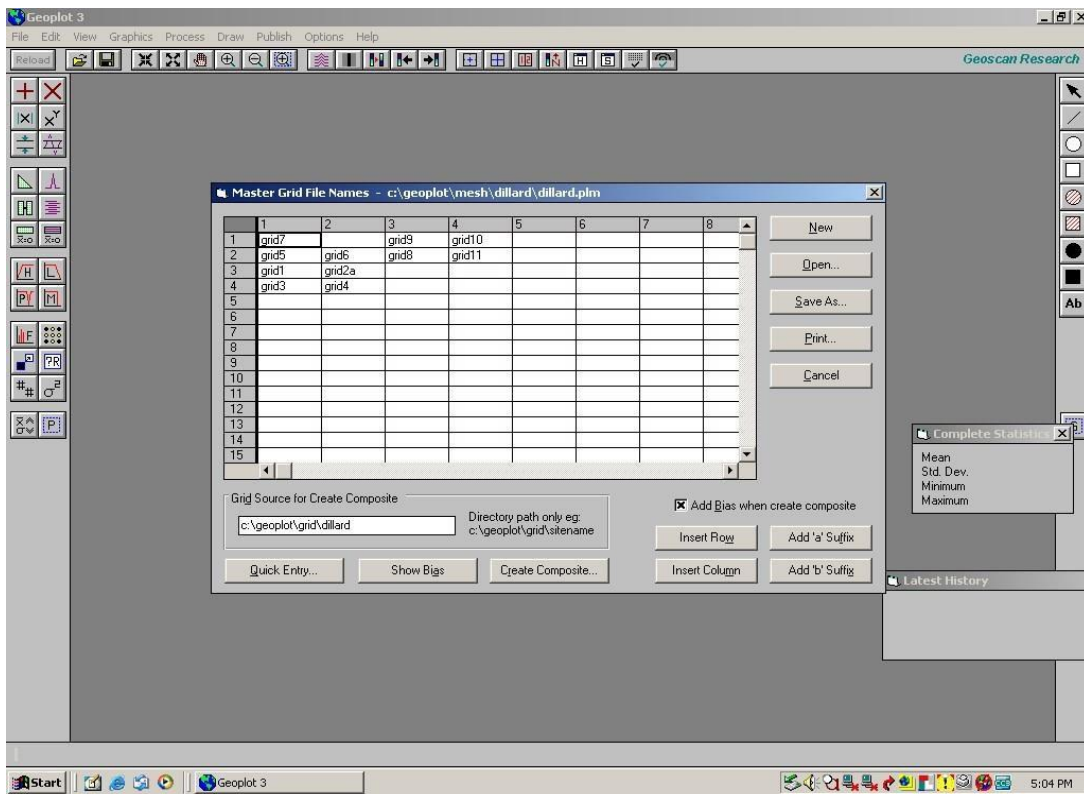 Geoplot 3
File Edit View Graphics Process Draw Publish Options Help
Reload
H S
Geoscan Research
Master Grid File Names - c:\geoplot\mesh\dillard\dillard.plm
1 2 3 4 5 6 7 8
1 grid7 grid9 grid10
2 grid5 grid6 grid8 grid11
3 grid1 grid2a
4 grid3 grid4
5
6
7
8
9
10
11
12
13
14
15
New
Open...
Save As...
Print...
Cancel
Grid Source for Create Composite
c:\geoplot\grid\dillard
Directory path only eg:
c:\geoplot\grid\sitename
Add Bias when create composite
Insert Row
Add 'a' Suffix
Quick Entry...
Show Bias
Create Composite...
Insert Column
Add 'b' Suffix
Ab
Complete Statistics
Mean
Std. Dev.
Minimum
Maximum
Latest History
Start
Geoplot 3
5:04 PM